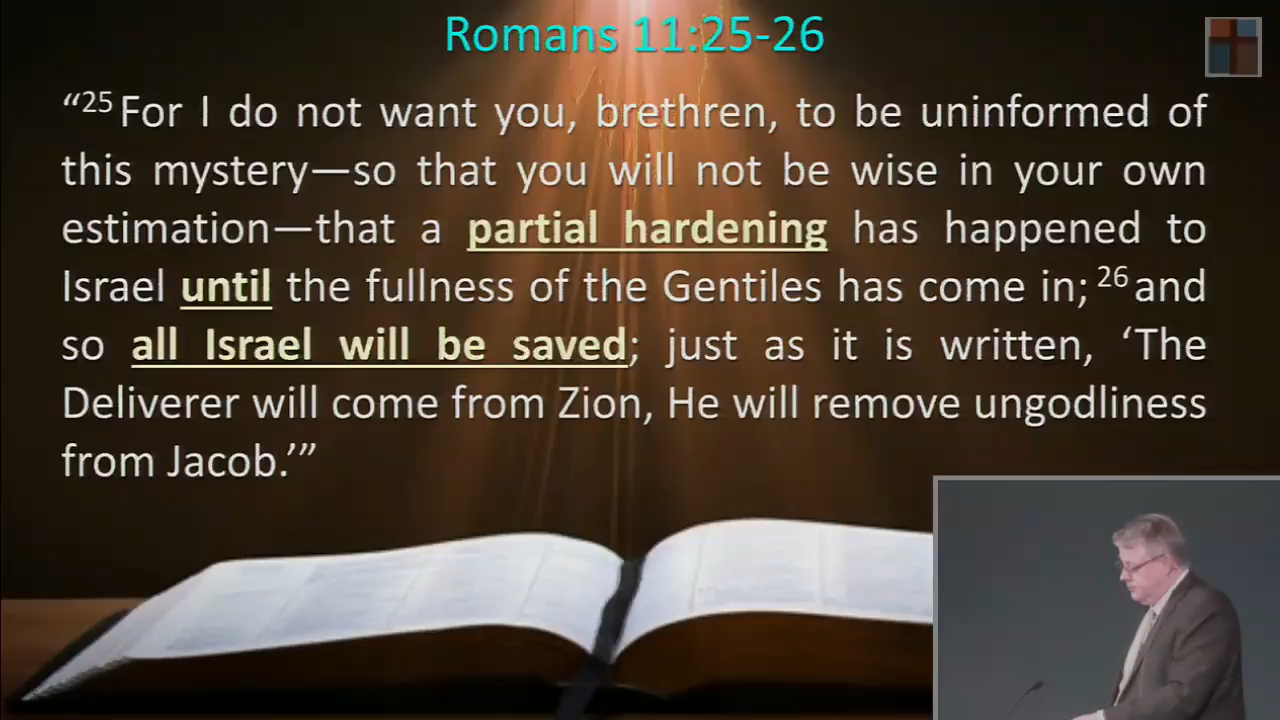 Romans 11:25-26
“25 For I do not want you, brethren, to be uninformed of
this mystery—so that you will not be wise in your own
estimation—that a partial hardening has happened to
Israel until the fullness of the Gentiles has come in; 26 and
so all Israel will be saved; just as it is written, ‘The
Deliverer will come from Zion, He will remove ungodliness
from Jacob.’”